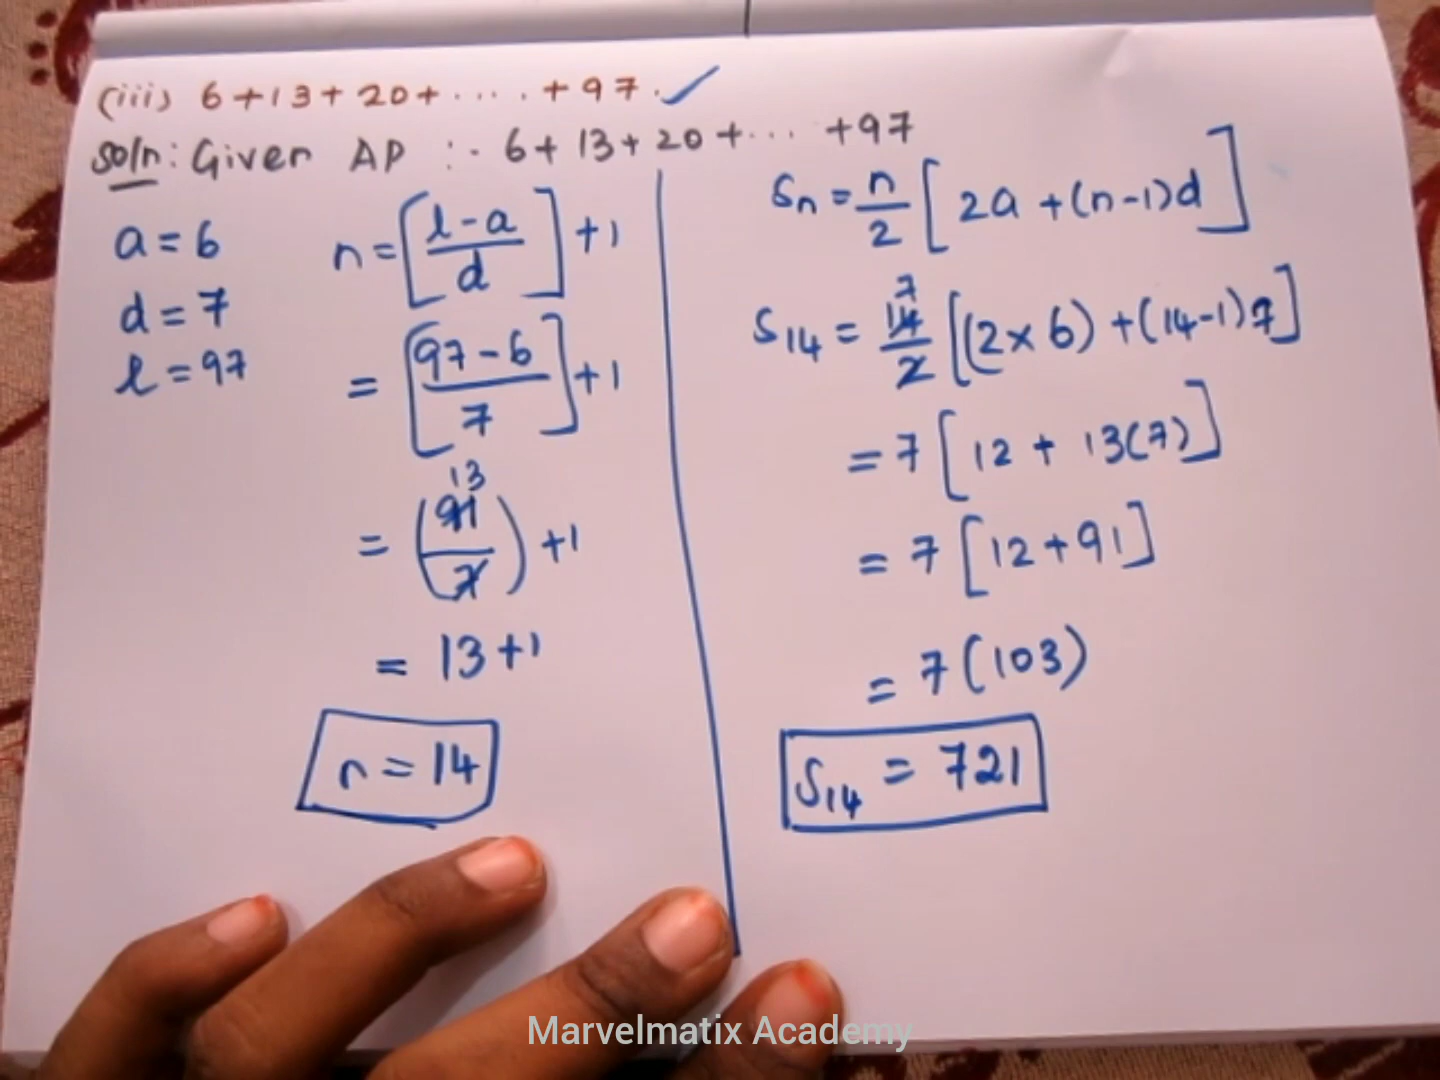 (iii) 6+13+20+.....+97.
Soln: Given AP :- 6+13+20+... +97
a=6
d=7
l=97
n=[l-a/d]+1
=[97-6/7]+1
13
=(91/7)+1
=13+1
n=14
Sn=n/2[2a+(n-1)d]
7
S14=14/2[(2×6)+(14-1)7]
=7[12+13(7)]
=7[12+91]
=7(103)
S14=721
Marvelmatix Academy